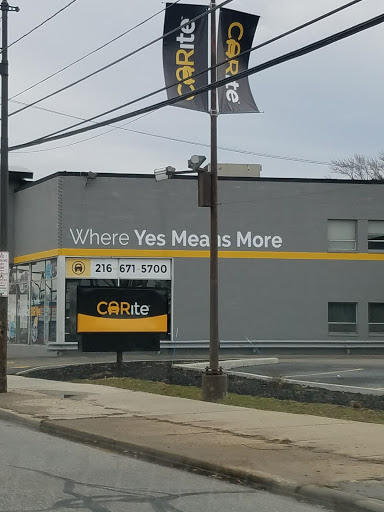 CARite
CARite
Where Yes Means More
216 671-5700
CARite